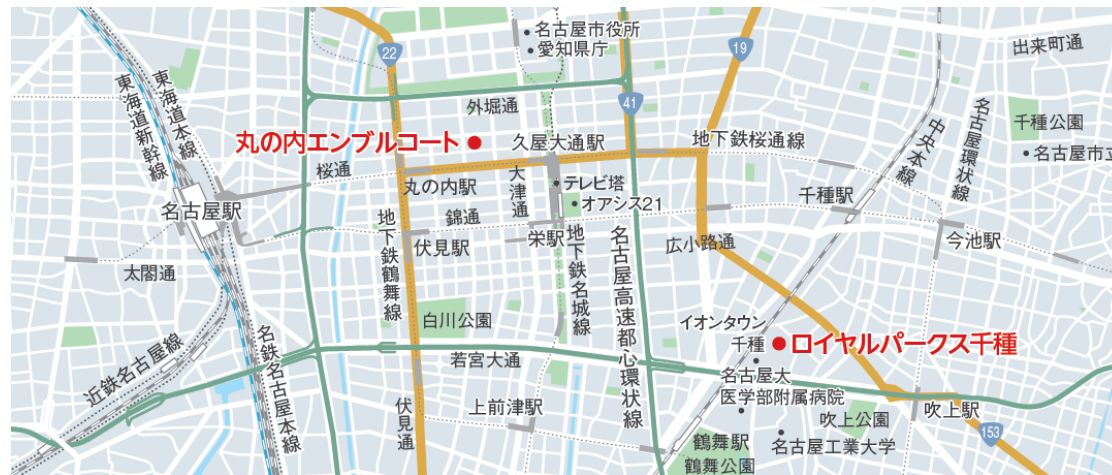 名古屋市役所
愛知県庁
22
19
出来町通
東海道本線
東海道新幹線
外堀通
41
名古屋環状線
千種公園
中央本線
丸の内エンブルコート
久屋大通駅
地下鉄桜通線
名古屋市立
桜通
丸の内駅
大津通
テレビ塔
千種駅
名古屋駅
錦通
オアシス21
伏見駅
栄駅
広小路通
今池駅
太閤通
地下鉄鶴舞線
地下鉄名城線
名古屋高速都心環状線
白川公園
イオンタウン
千種
ロイヤルパークス千種
近鉄名古屋線
名鉄名古屋本線
若宮大通
名古屋大
医学部附属病院
伏見通
上前津駅
吹上公園
吹上駅
鶴舞駅
名古屋工業大学
153
鶴舞公園